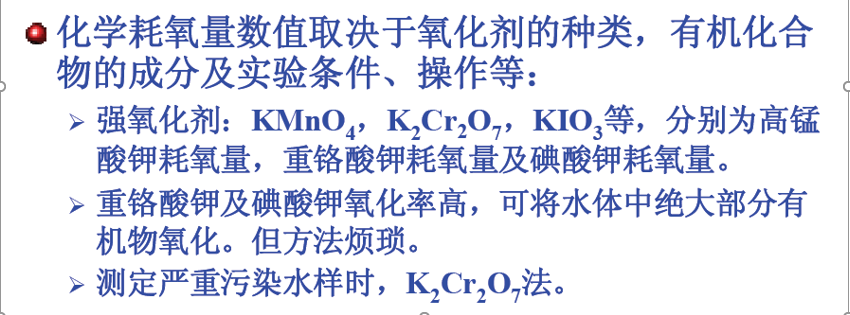 化学耗氧量数值取决于氧化剂的种类，有机化合
物的成分及实验条件、操作等：
强氧化剂：KMnO₄，K₂Cr₂O₇，KIO₃等，分别为高锰
酸钾耗氧量，重铬酸钾耗氧量及碘酸钾耗氧量。
重铬酸钾及碘酸钾氧化率高，可将水体中绝大部分有
机物氧化。但方法烦琐。
测定严重污染水样时，K₂Cr₂O₇法。